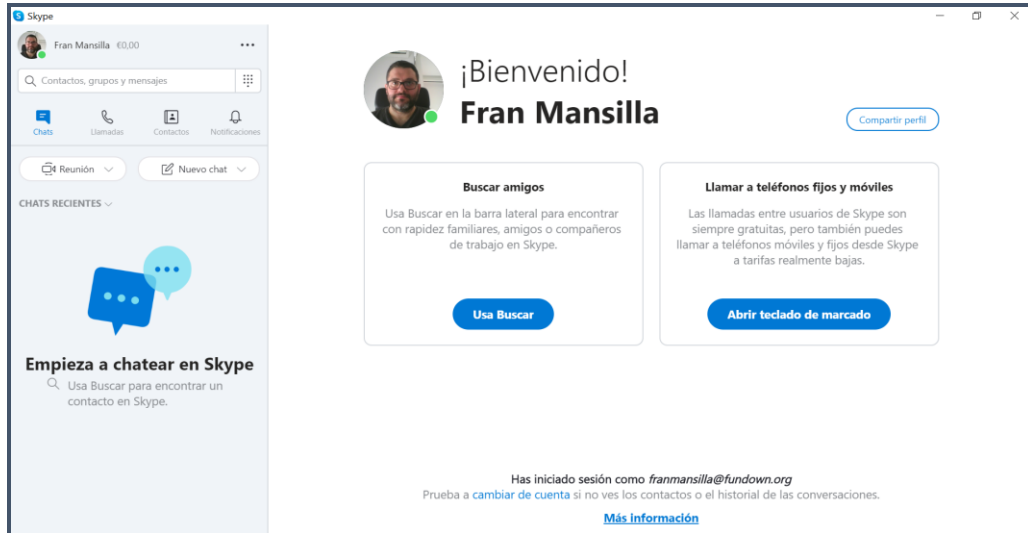 Skype
Fran Mansilla €0,00
Contactos, grupos y mensajes
Chats
Llamadas
Contactos
Notificaciones
Reunión
Nuevo chat
CHATS RECIENTES
Empieza a chatear en Skype
Usa Buscar para encontrar un
contacto en Skype.
¡Bienvenido!
Fran Mansilla
Compartir perfil
Buscar amigos
Usa Buscar en la barra lateral para encontrar
con rapidez familiares, amigos o compañeros
de trabajo en Skype.
Usa Buscar
Llamar a teléfonos fijos y móviles
Las llamadas entre usuarios de Skype son
siempre gratuitas, pero también puedes
llamar a teléfonos móviles y fijos desde Skype
a tarifas realmente bajas.
Abrir teclado de marcado
Has iniciado sesión como franmansilla@fundown.org
Prueba a cambiar de cuenta si no ves los contactos o el historial de las conversaciones.
Más información